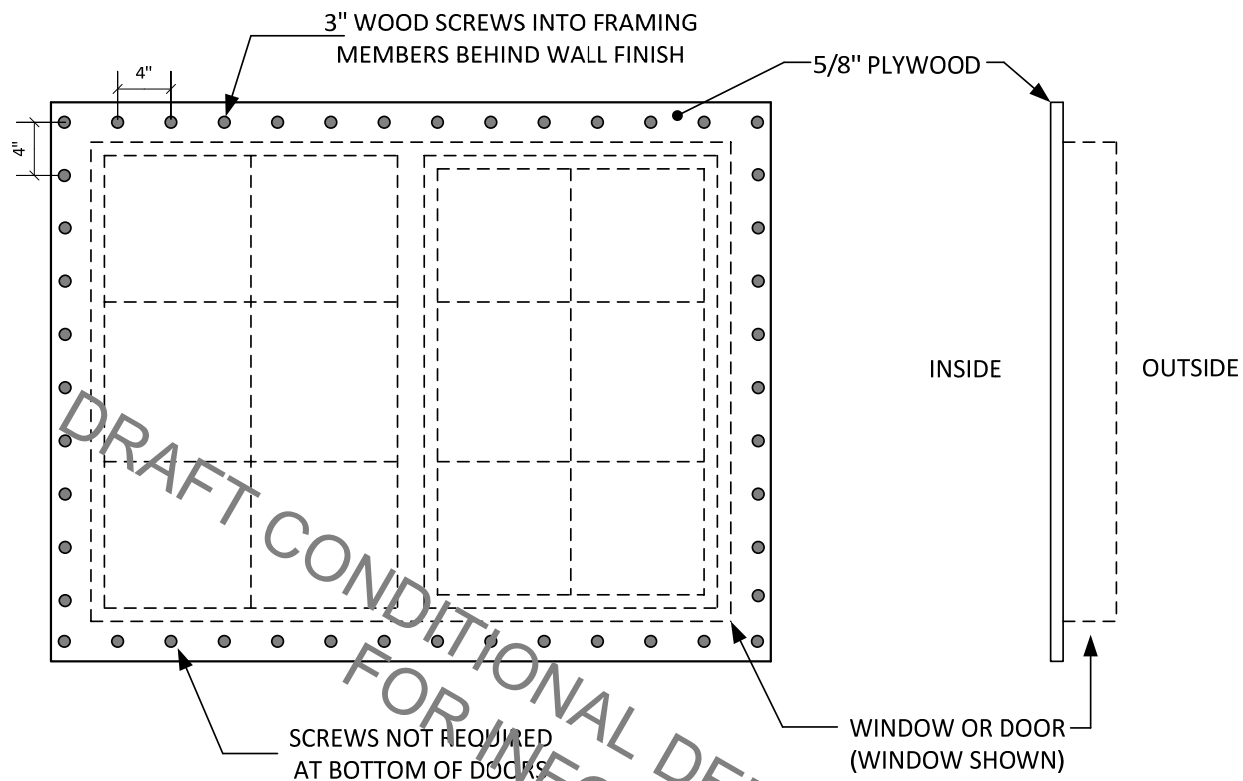 3" WOOD SCREWS INTO FRAMING
MEMBERS BEHIND WALL FINISH
5/8" PLYWOOD
4"
4"
INSIDE
OUTSIDE
DRAFT CONDITIONAL
FOR
SCREWS NOT REQUIRED
AT BOTTOM OF DOORS
WINDOW OR DOOR
(WINDOW SHOWN)